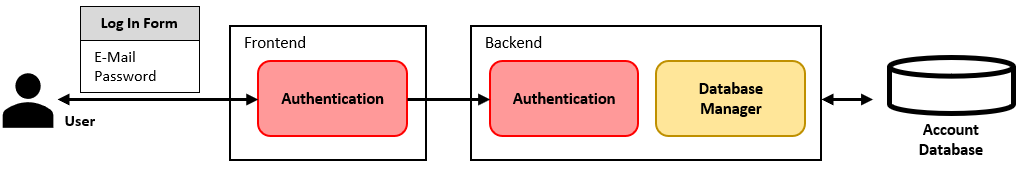 Log In Form
E-Mail
Password
User
Frontend
Authentication
Backend
Authentication
Database
Manager
Account
Database